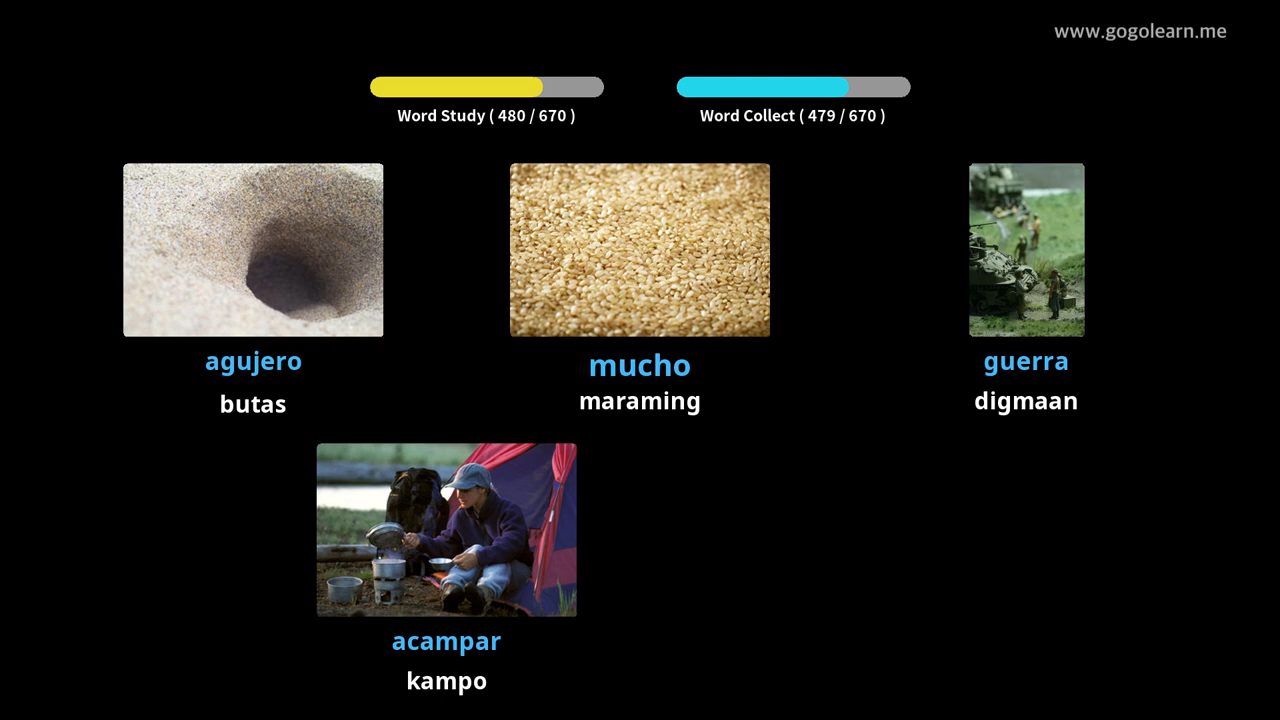 www.gogolearn.me
Word Study ( 480 / 670 )
Word Collect ( 479 / 670 )
agujero
butas
mucho
maraming
guerra
digmaan
acampar
kampo